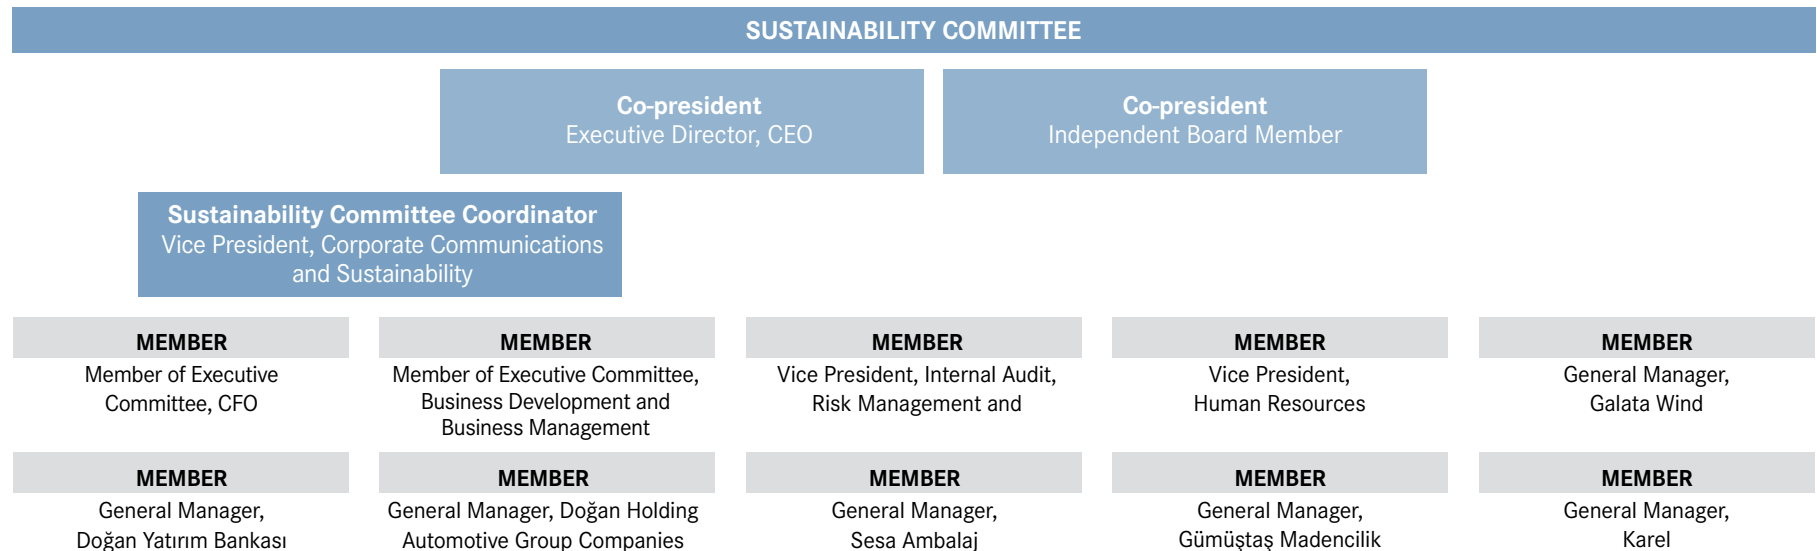 SUSTAINABILITY COMMITTEE
Co-president
Executive Director, CEO
Co-president
Independent Board Member
Sustainability Committee Coordinator
Vice President, Corporate Communications
and Sustainability
MEMBER
Member of Executive
Committee, CFO
MEMBER
Member of Executive Committee,
Business Development and
Business Management
MEMBER
Vice President, Internal Audit,
Risk Management and
MEMBER
Vice President,
Human Resources
MEMBER
General Manager,
Galata Wind
MEMBER
General Manager,
Doğan Yatırım Bankası
MEMBER
General Manager, Doğan Holding
Automotive Group Companies
MEMBER
General Manager,
Sesa Ambalaj
MEMBER
General Manager,
Gümüştaş Madencilik
MEMBER
General Manager,
Karel